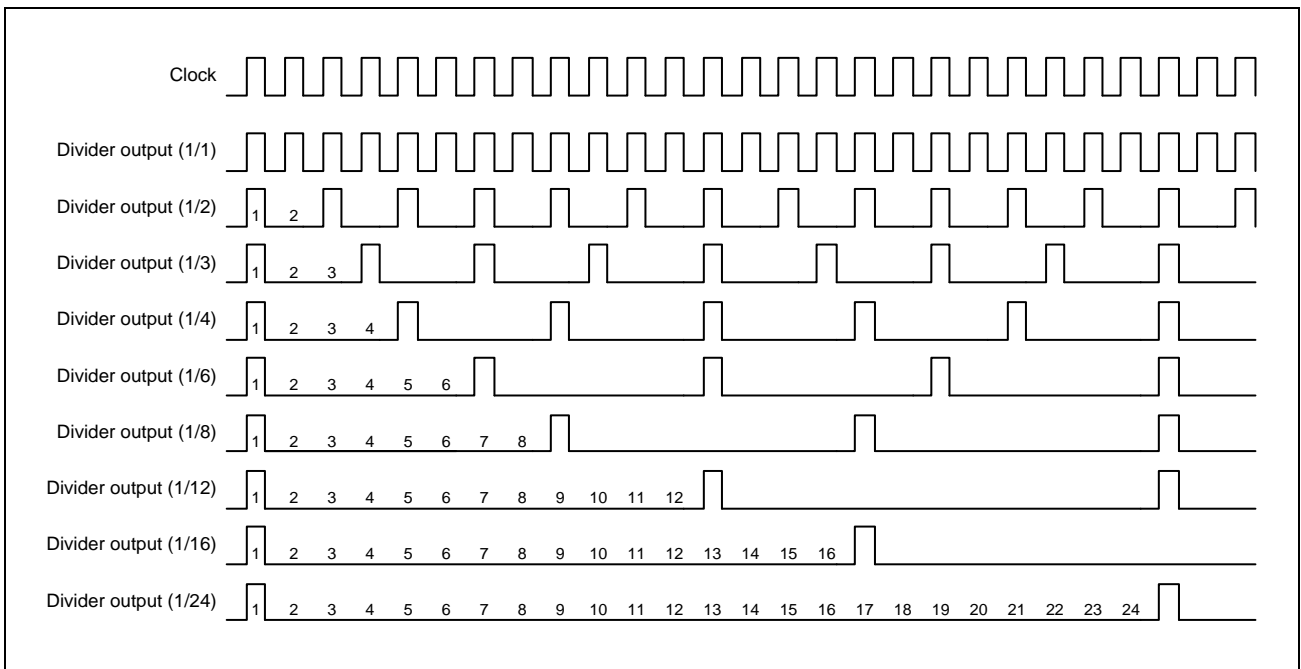 Clock
Divider output (1/1)
Divider output (1/2)
1 2
Divider output (1/3)
1 2 3
Divider output (1/4)
1 2 3 4
Divider output (1/6)
1 2 3 4 5 6
Divider output (1/8)
1 2 3 4 5 6 7 8
Divider output (1/12)
1 2 3 4 5 6 7 8 9 10 11 12
Divider output (1/16)
1 2 3 4 5 6 7 8 9 10 11 12 13 14 15 16
Divider output (1/24)
1 2 3 4 5 6 7 8 9 10 11 12 13 14 15 16 17 18 19 20 21 22 23 24